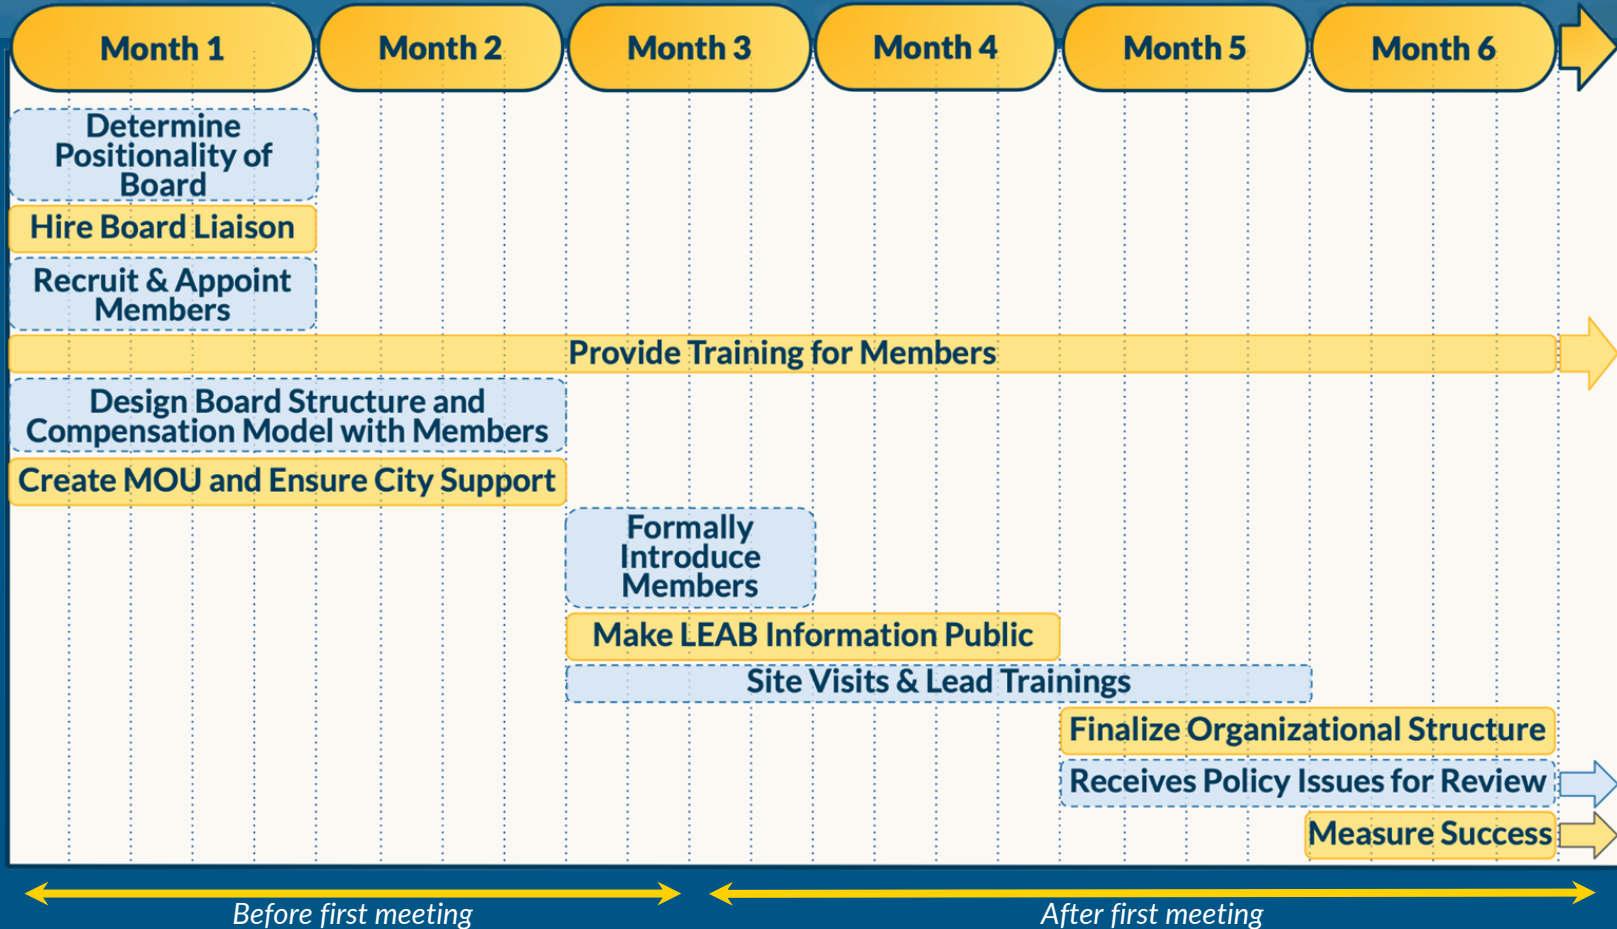 Month 1
Month 2
Month 3
Month 4
Month 5
Month 6
Determine
Positionality of
Board
Hire Board Liaison
Recruit & Appoint
Members
Provide Training for Members
Design Board Structure and
Compensation Model with Members
Create MOU and Ensure City Support
Formally
Introduce
Members
Make LEAB Information Public
Site Visits & Lead Trainings
Finalize Organizational Structure
Receives Policy Issues for Review
Measure Success
Before first meeting
After first meeting